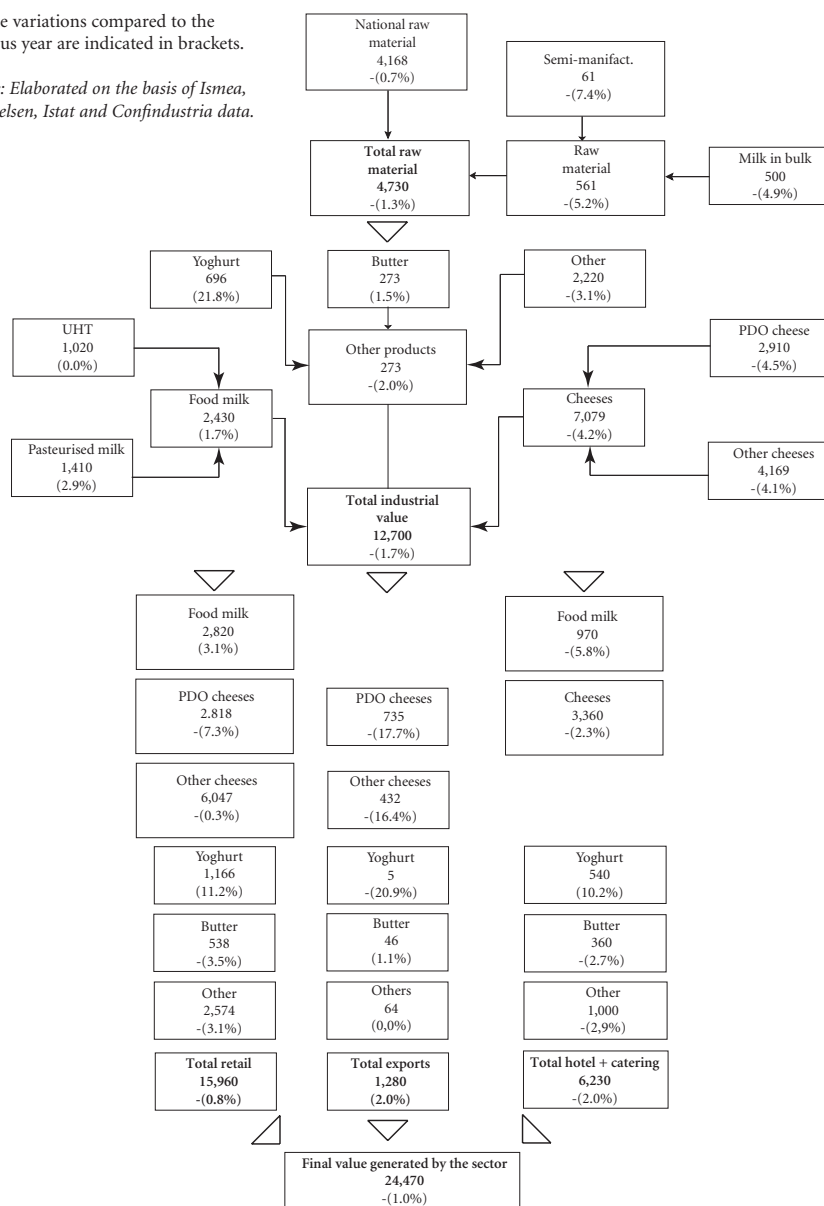 e variations compared to the
us year are indicated in brackets.
: Elaborated on the basis of Ismea,
elsen, Istat and Confindustria data.
National raw
material
4,168
-(0.7%)
Semi-manifact.
61
-(7.4%)
Total raw
material
4,730
-(1.3%)
Raw
material
561
-(5.2%)
Milk in bulk
500
-(4.9%)
Yoghurt
696
(21.8%)
Butter
273
(1.5%)
Other
2,220
-(3.1%)
UHT
1,020
(0.0%)
Other products
273
-(2.0%)
PDO cheese
2,910
-(4.5%)
Food milk
2,430
(1.7%)
Cheeses
7,079
-(4.2%)
Pasteurised milk
1,410
(2.9%)
Other cheeses
4,169
-(4.1%)
Total industrial
value
12,700
-(1.7%)
Food milk
2,820
(3.1%)
Food milk
970
-(5.8%)
PDO cheeses
2.818
-(7.3%)
PDO cheeses
735
-(17.7%)
Cheeses
3,360
-(2.3%)
Other cheeses
6,047
-(0.3%)
Other cheeses
432
-(16.4%)
Yoghurt
1,166
(11.2%)
Yoghurt
5
-(20.9%)
Yoghurt
540
(10.2%)
Butter
538
-(3.5%)
Butter
46
(1.1%)
Butter
360
-(2.7%)
Other
2,574
-(3.1%)
Others
64
(0,0%)
Other
1,000
-(2,9%)
Total retail
15,960
-(0.8%)
Total exports
1,280
(2.0%)
Total hotel + catering
6,230
-(2.0%)
Final value generated by the sector
24,470
-(1.0%)